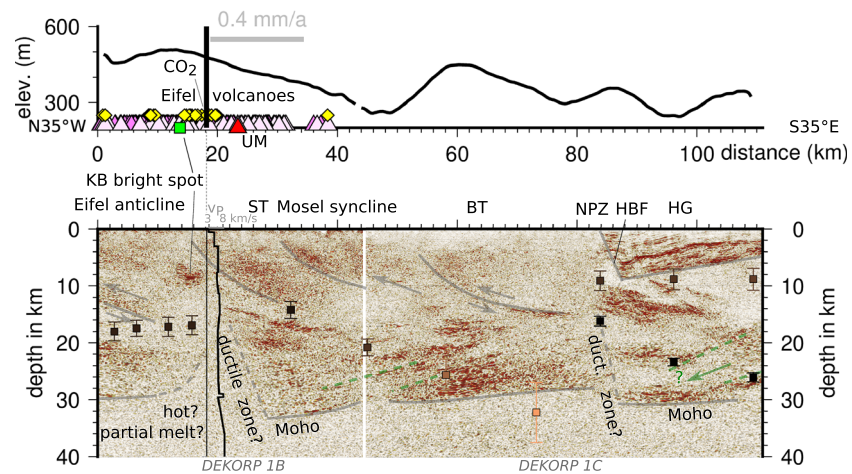 600
0.4 mm/a
elev. (m)
CO2
Eifel volcanoes
300
N35°W
S35°E
UM
0 20 40 60 80 100 distance (km)
KB bright spot
Eifel anticline
vP
3 8 km/s
ST Mosel syncline BT NPZ HBF HG
0 0
10 10
20 20
30 30
40 40
depth in km
depth in km
ductile zone?
duct. zone?
?
hot?
partial melt?
Moho
Moho
DEKORP 1B
DEKORP 1C